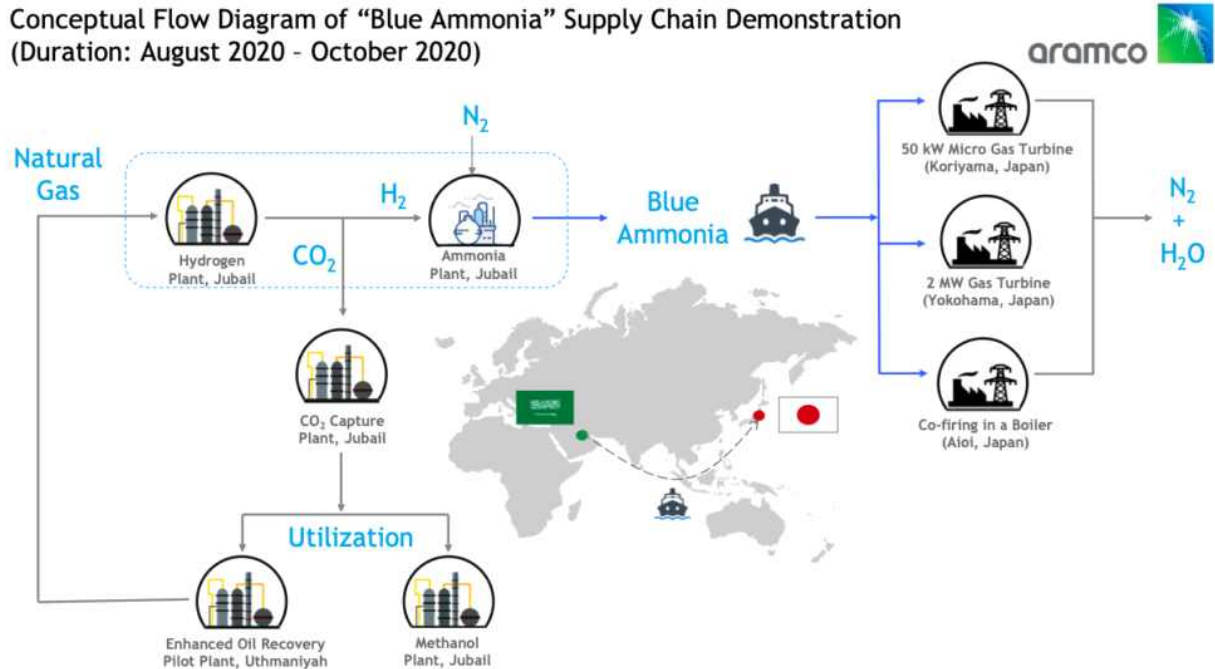 Conceptual Flow Diagram of “Blue Ammonia” Supply Chain Demonstration
(Duration: August 2020 – October 2020)
aramco
Natural
Gas
Hydrogen
Plant, Jubail
H₂
CO₂
N₂
Ammonia
Plant, Jubail
Blue
Ammonia
50 kW Micro Gas Turbine
(Koriyama, Japan)
2 MW Gas Turbine
(Yokohama, Japan)
Co-firing in a Boiler
(Aioi, Japan)
N₂
+
H₂O
CO₂ Capture
Plant, Jubail
Utilization
Enhanced Oil Recovery
Pilot Plant, Uthmaniyah
Methanol
Plant, Jubail